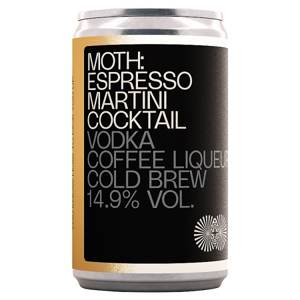 MOTH:
ESPRESSO
MARTINI
COCKTAIL
VODKA
COFFEE LIQUEUR
COLD BREW
14.9% VOL.